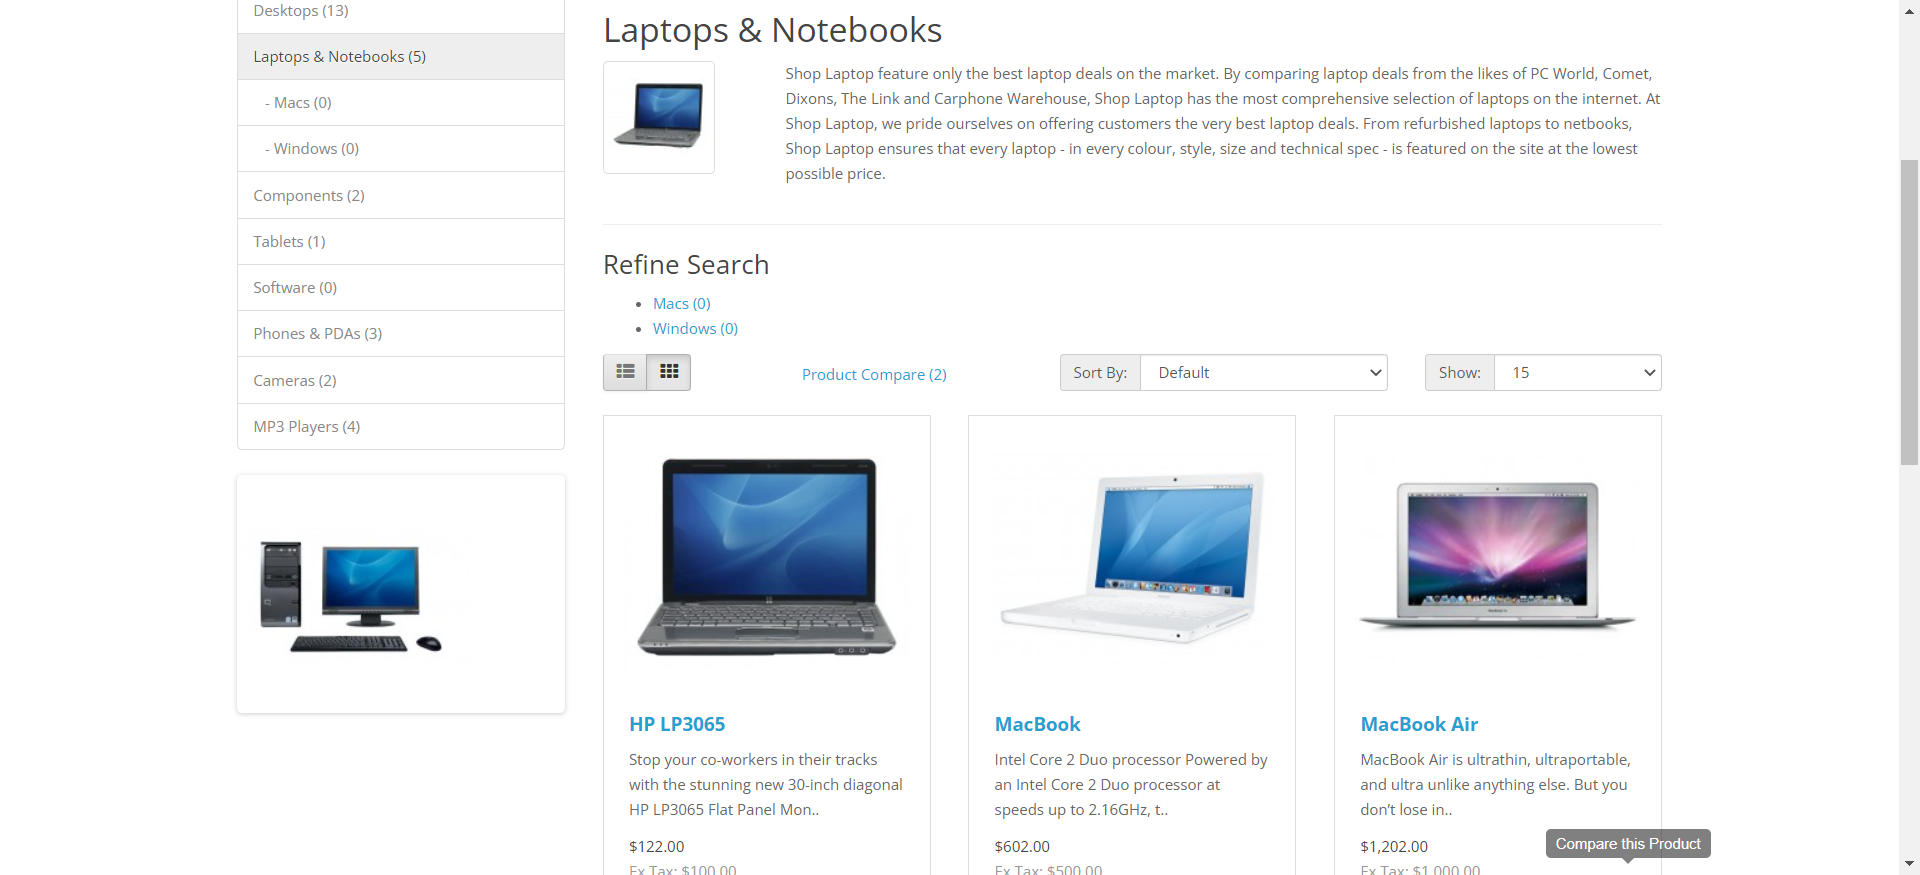 Desktops (13)
Laptops & Notebooks (5)
- Macs (0)
- Windows (0)
Components (2)
Tablets (1)
Software (0)
Phones & PDAs (3)
Cameras (2)
MP3 Players (4)
Laptops & Notebooks
Shop Laptop feature only the best laptop deals on the market. By comparing laptop deals from the likes of PC World, Comet,
Dixons, The Link and Carphone Warehouse, Shop Laptop has the most comprehensive selection of laptops on the internet. At
Shop Laptop, we pride ourselves on offering customers the very best laptop deals. From refurbished laptops to netbooks,
Shop Laptop ensures that every laptop - in every colour, style, size and technical spec - is featured on the site at the lowest
possible price.
Refine Search
Macs (0)
Windows (0)
Product Compare (2)
Sort By:
Default
Show:
15
HP LP3065
Stop your co-workers in their tracks
with the stunning new 30-inch diagonal
HP LP3065 Flat Panel Mon..
$122.00
Ex Tax: $100.00
MacBook
Intel Core 2 Duo processor Powered by
an Intel Core 2 Duo processor at
speeds up to 2.16GHz, t..
$602.00
Ex Tax: $500.00
MacBook Air
MacBook Air is ultrathin, ultraportable,
and ultra unlike anything else. But you
don’t lose in..
$1,202.00
Ex Tax: $1,000.00
Compare this Product